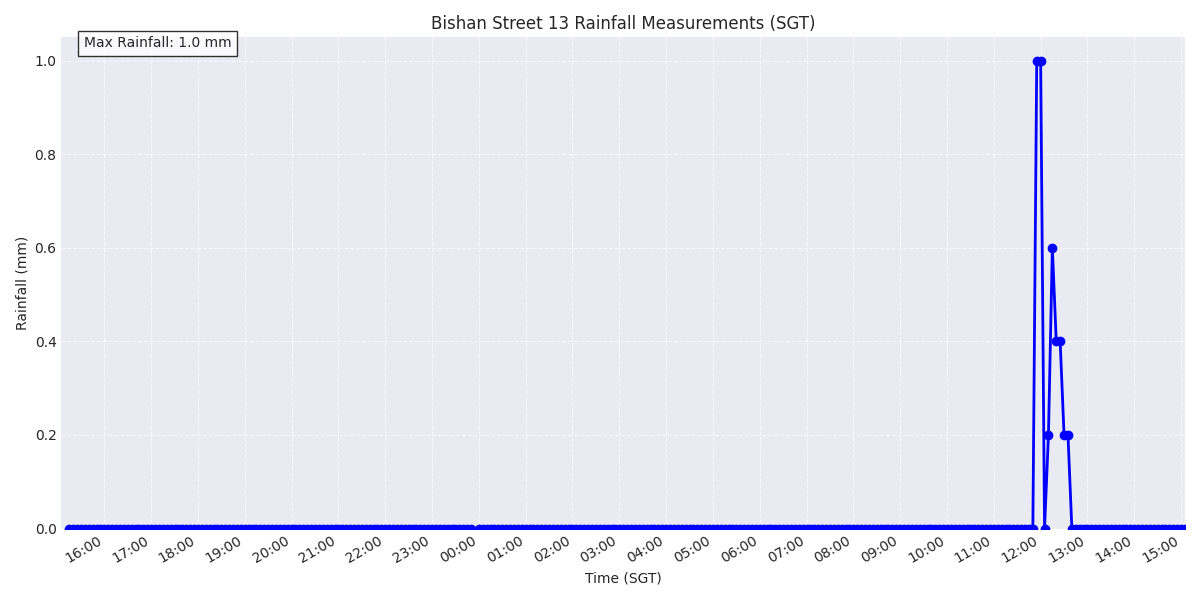 Bishan Street 13 Rainfall Measurements (SGT)
Max Rainfall: 1.0 mm
1.0
0.8
0.6
0.4
0.2
0.0
Rainfall (mm)
16:00 17:00 18:00 19:00 20:00 21:00 22:00 23:00 00:00 01:00 02:00 03:00 04:00 05:00 06:00 07:00 08:00 09:00 10:00 11:00 12:00 13:00 14:00 15:00
Time (SGT)